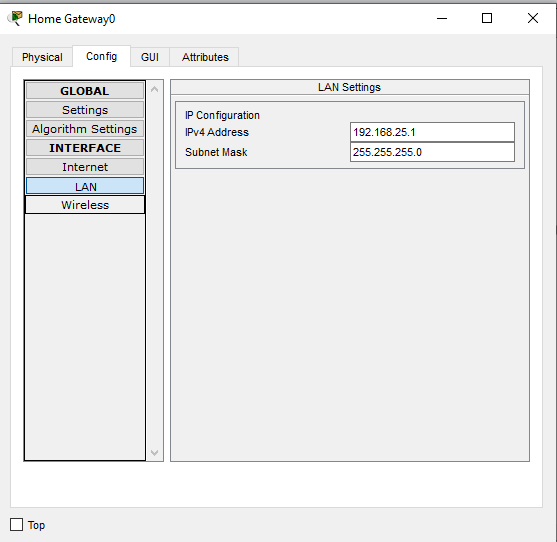 Home Gateway0
Physical Config GUI Attributes
GLOBAL
Settings
Algorithm Settings
INTERFACE
Internet
LAN
Wireless
LAN Settings
IP Configuration
IPv4 Address 192.168.25.1
Subnet Mask 255.255.255.0
Top